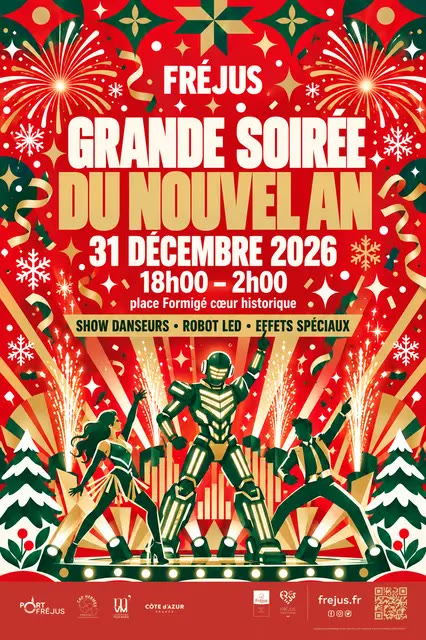 FRÉJUS
GRANDE SOIRÉE
DU NOUVEL AN
31 DÉCEMBRE 2026
18h00 – 2h00
place Formigé cœur historique
SHOW DANSEURS • ROBOT LED • EFFETS SPÉCIAUX
PORT
FRÉJUS
CÔTE d'AZUR
FRANCE
frejus.fr